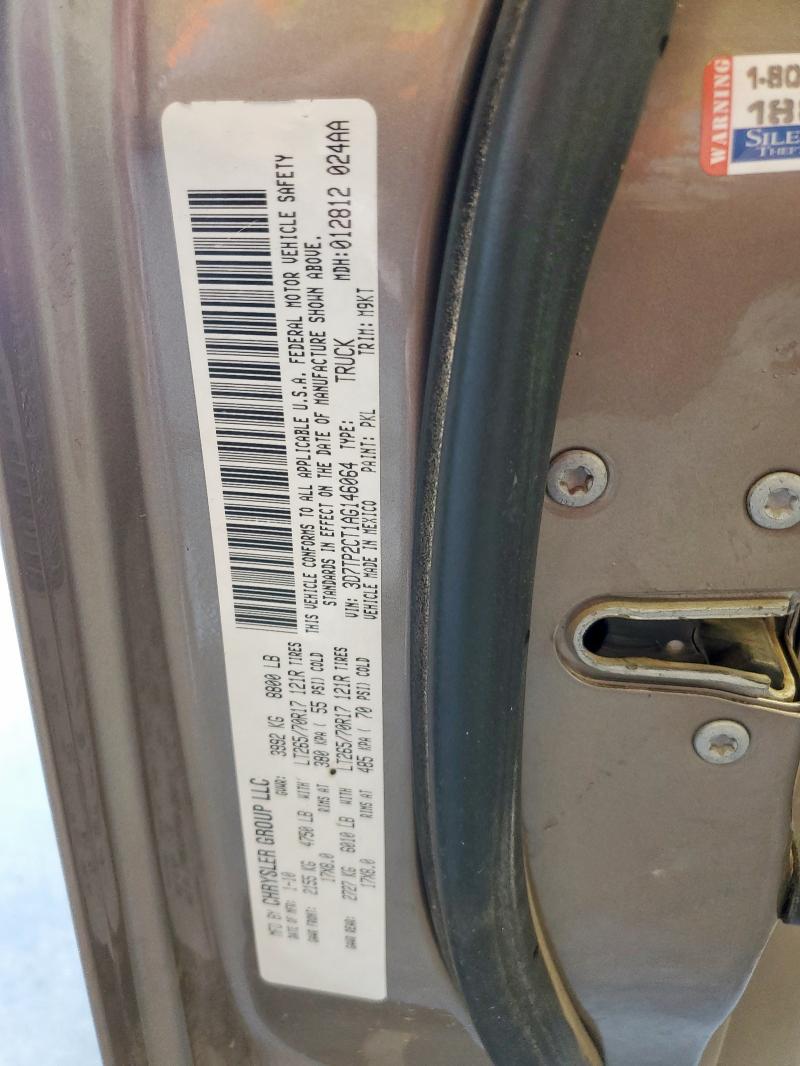 MFD BY CHRYSLER GROUP LLC
DATE OF MFR: 1-10 GVWR: 3992 KG 8800 LB
GAWR FRONT: 2155 KG 4750 LB WITH LT265/70R17 121R TIRES
17X8.0 RIMS AT 380 KPA ( 55 PSI) COLD
GAWR REAR: 2727 KG 6010 LB WITH LT265/70R17 121R TIRES
17X8.0 RIMS AT 485 KPA ( 70 PSI) COLD
THIS VEHICLE CONFORMS TO ALL APPLICABLE U.S.A. FEDERAL MOTOR VEHICLE SAFETY
STANDARDS IN EFFECT ON THE DATE OF MANUFACTURE SHOWN ABOVE.
VIN: 3D7TP2CT1AG146064 TYPE: TRUCK MDH:012812 024AA
VEHICLE MADE IN MEXICO PAINT: PKL TRIM: M9KT
WARNING
1-80